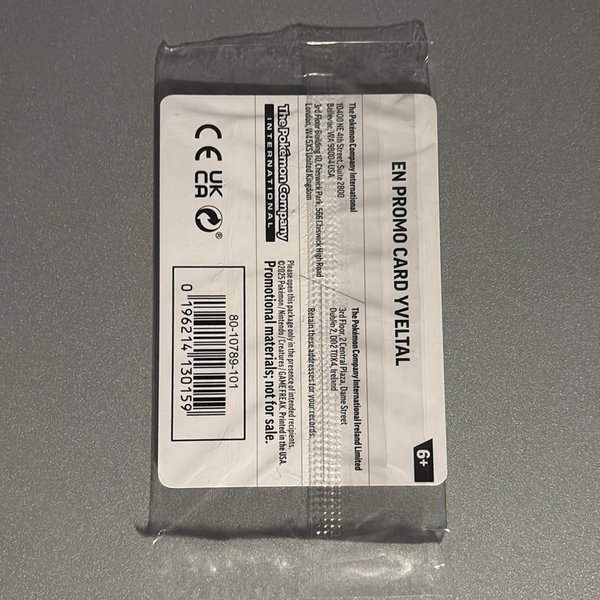 EN PROMO CARD YVELTAL
6+
The Pokémon Company International
10400 NE 4th Street, Suite 2800
Bellevue, WA 98004 USA
3rd Floor Building 10, Chiswick Park, 566 Chiswick High Road
London, W4 5XS United Kingdom
The Pokémon Company International Ireland Limited
3rd Floor, 2 Central Plaza, Dame Street
Dublin 2, D02 T0X4, Ireland
Retain these addresses for your records.
The Pokémon Company
INTERNATIONAL
Please open this package only in the presence of intended recipients.
©2025 Pokémon / Nintendo / Creatures / GAME FREAK. Printed in the USA.
Promotional materials; not for sale.
CE
UK
CA
®
80-10789-101
0 196214 130159